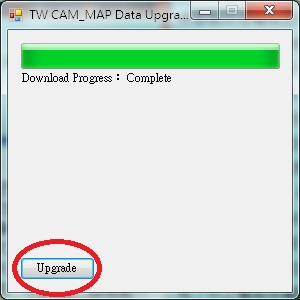 TW CAM_MAP Data Upgra...
Download Progress： Complete
Upgrade